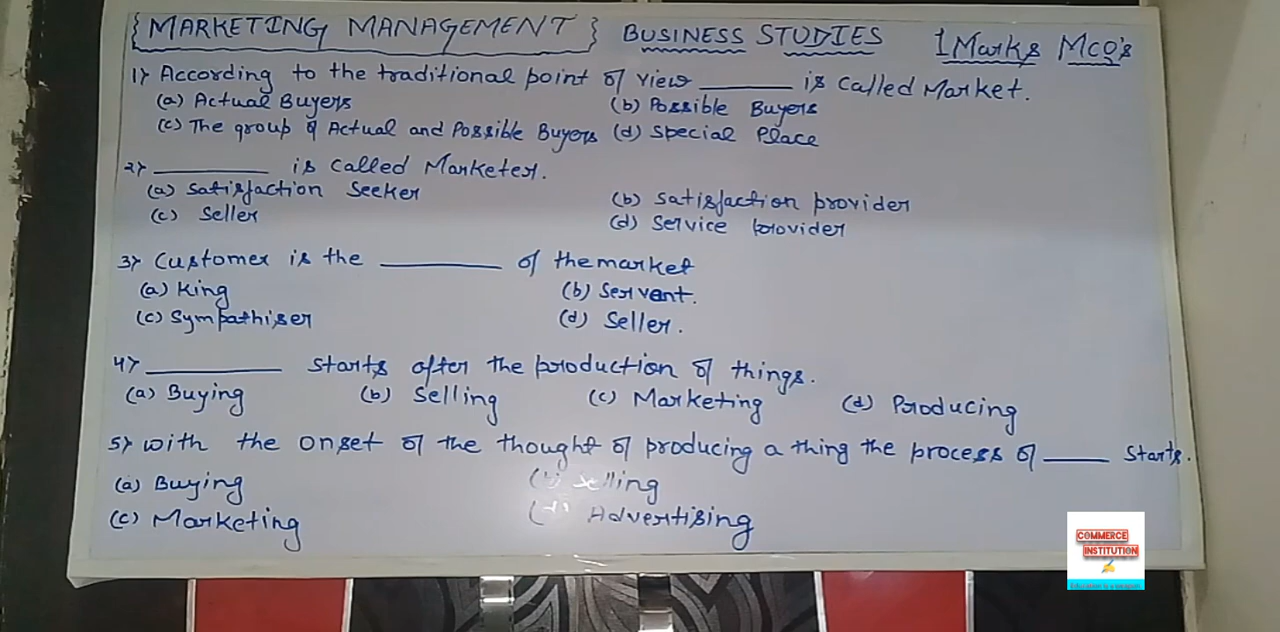 {MARKETING MANAGEMENT} BUSINESS STUDIES 1 Marks MCQ's
1) According to the traditional point of view ______ is called Market.
(a) Actual Buyers (b) Possible Buyers
(c) The group of Actual and Possible Buyers (d) Special Place
2) ______ is called Marketer.
(a) Satisfaction Seeker (b) Satisfaction provider
(c) Seller (d) Service provider
3) Customer is the ______ of the market
(a) King (b) Servant.
(c) Sympathiser (d) Seller.
4) ______ starts after the production of things.
(a) Buying (b) Selling (c) Marketing (d) Producing
5) With the onset of the thought of producing a thing the process of ______ starts.
(a) Buying (b) Selling
(c) Marketing (d) Advertising
COMMERCE
INSTITUTION